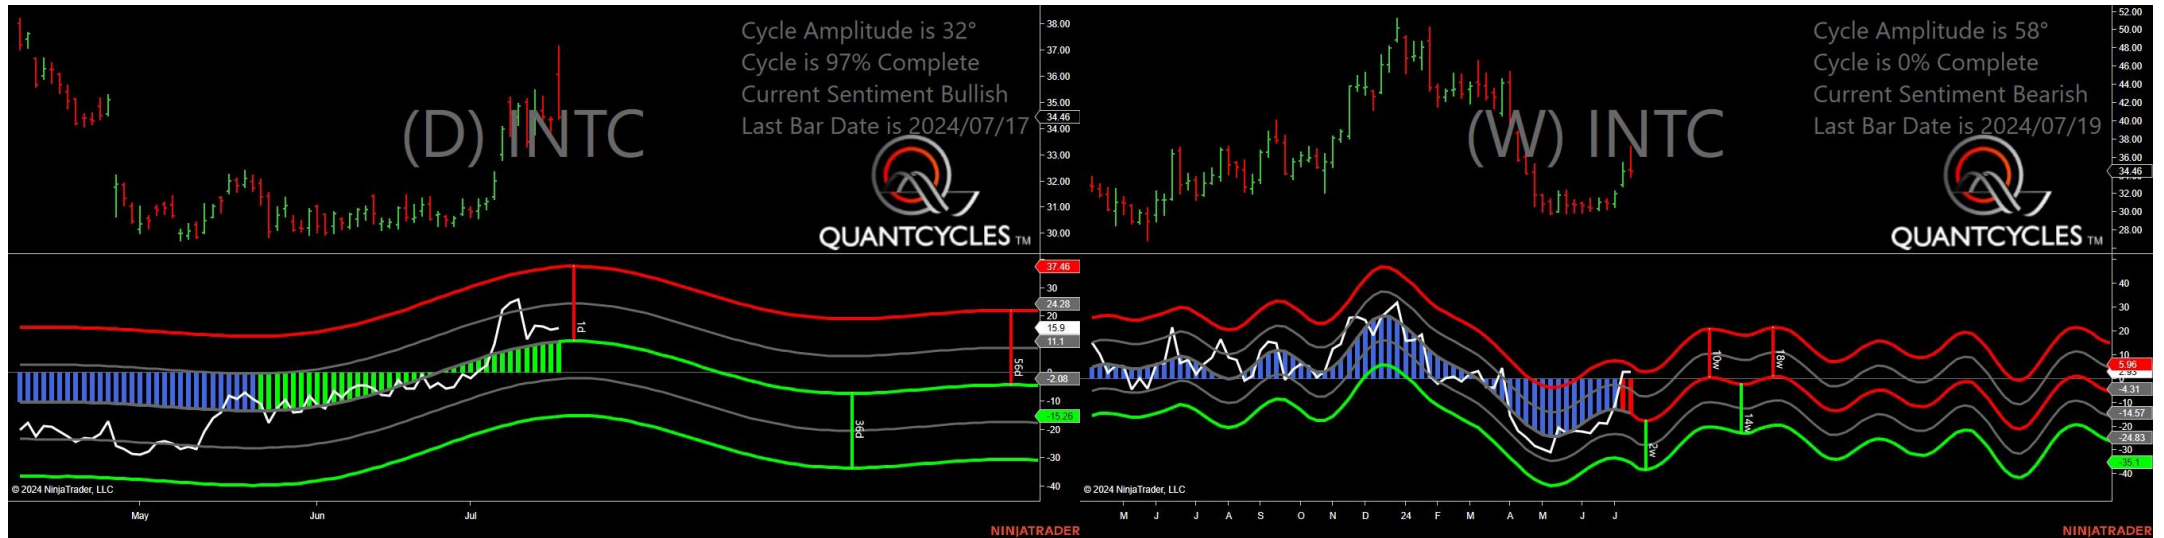 Cycle Amplitude is 32°
Cycle is 97% Complete
Current Sentiment Bullish
Last Bar Date is 2024/07/17
(D) INTC
QUANTCYCLES TM
38.00
37.00
36.00
35.00
34.46
34.00
33.00
32.00
31.00
30.00
37.46
30
24.28
20
15.9
11.1
0
-2.08
-10
-15.26
-20
-30
-40
1d
36d
56d
© 2024 NinjaTrader, LLC
May Jun Jul
NINJATRADER
Cycle Amplitude is 58°
Cycle is 0% Complete
Current Sentiment Bearish
Last Bar Date is 2024/07/19
(W) INTC
QUANTCYCLES TM
52.00
50.00
48.00
46.00
44.00
42.00
40.00
38.00
36.00
34.46
32.00
30.00
28.00
40
30
20
10
5.96
-4.31
-10
-14.57
-20
-24.83
-30
-35.1
-40
2w
10w
14w
18w
© 2024 NinjaTrader, LLC
M J J A S O N D 24 F M A M J J
NINJATRADER